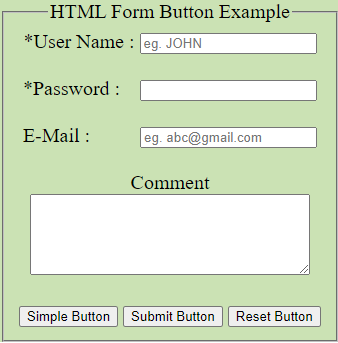 HTML Form Button Example
*User Name : eg. JOHN
*Password :
E-Mail : eg. abc@gmail.com
Comment
Simple Button Submit Button Reset Button